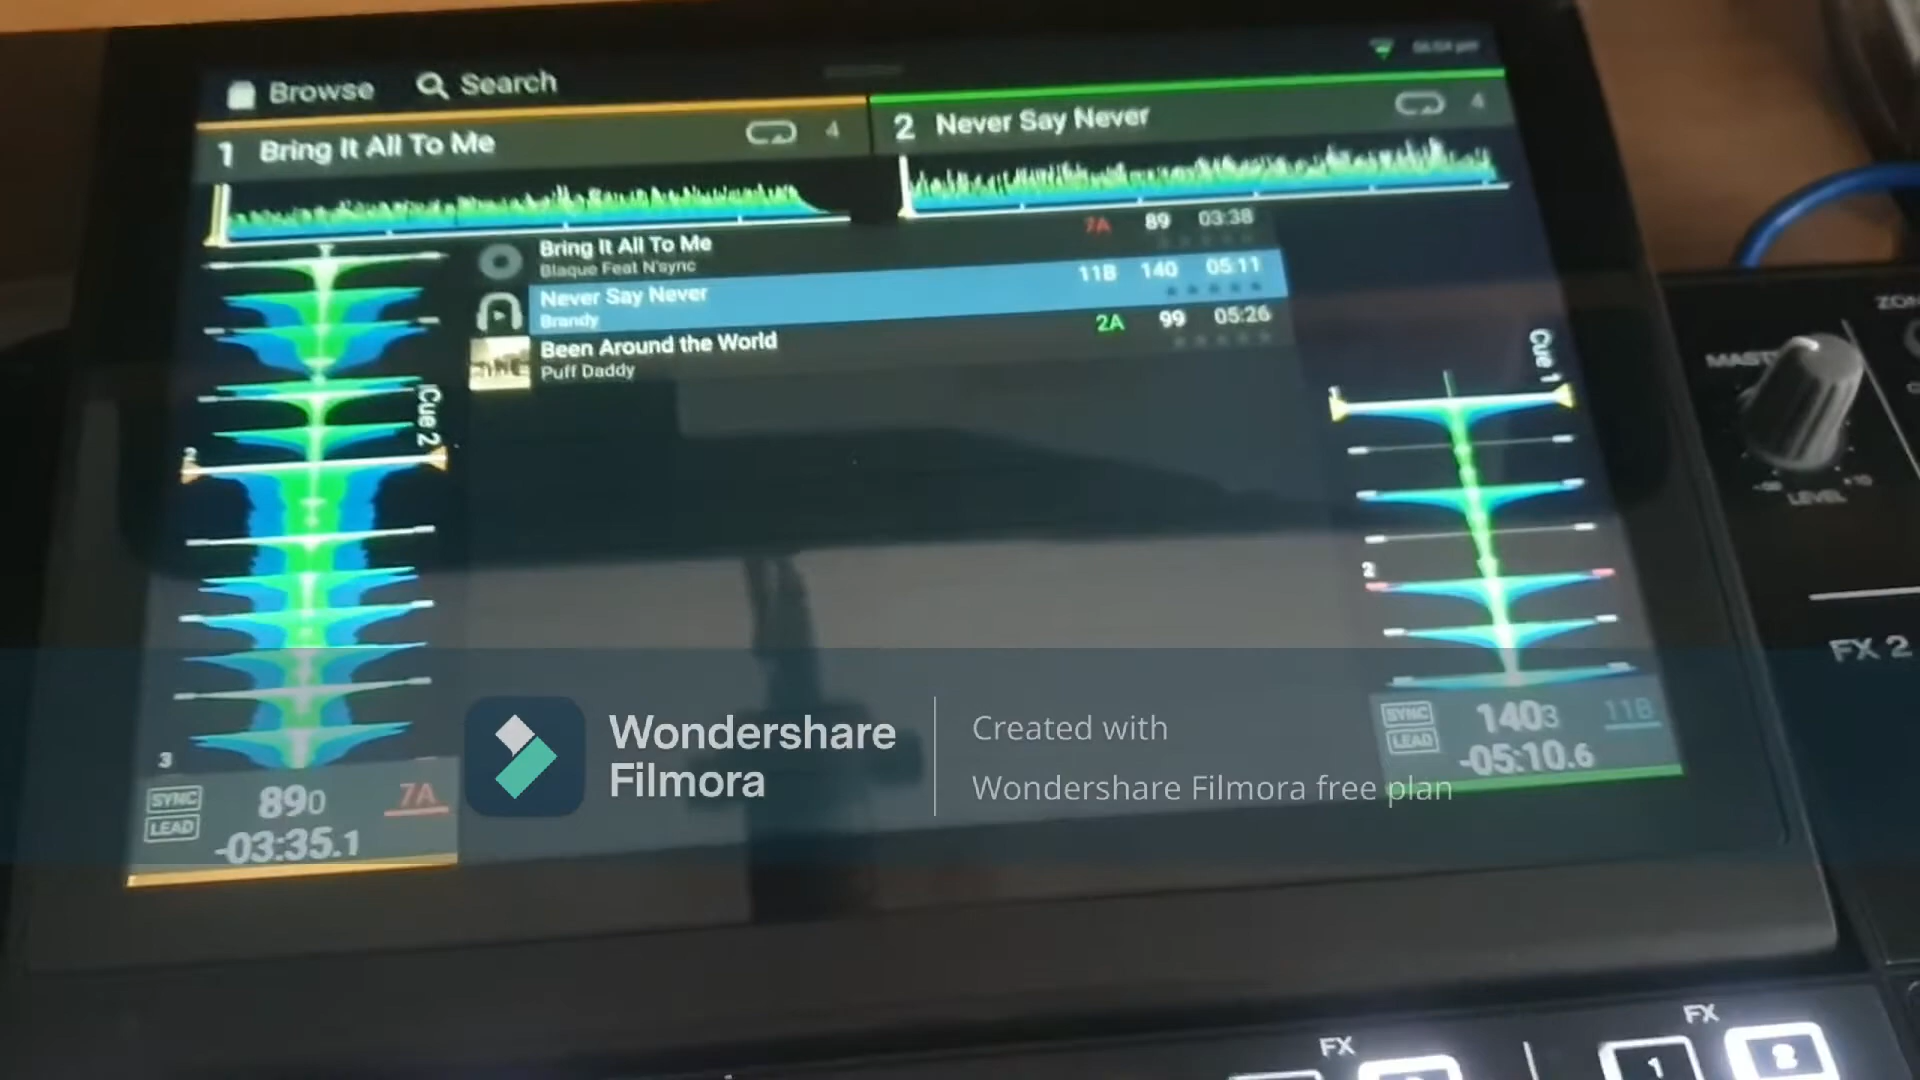 Browse Search
1 Bring It All To Me 4
2 Never Say Never 4
Bring It All To Me 7A 89 03:38
Blaque Feat N'sync
Never Say Never 11B 140 05:11
Brandy
Been Around the World 2A 99 05:26
Puff Daddy
Cue 2
2
3
Cue 1
1
2
SYNC 890 7A
LEAD -03:35.1
SYNC 1403 11B
LEAD -05:10.6
Wondershare
Filmora
Created with
Wondershare Filmora free plan
LEVEL
FX 2
FX
FX
1
2